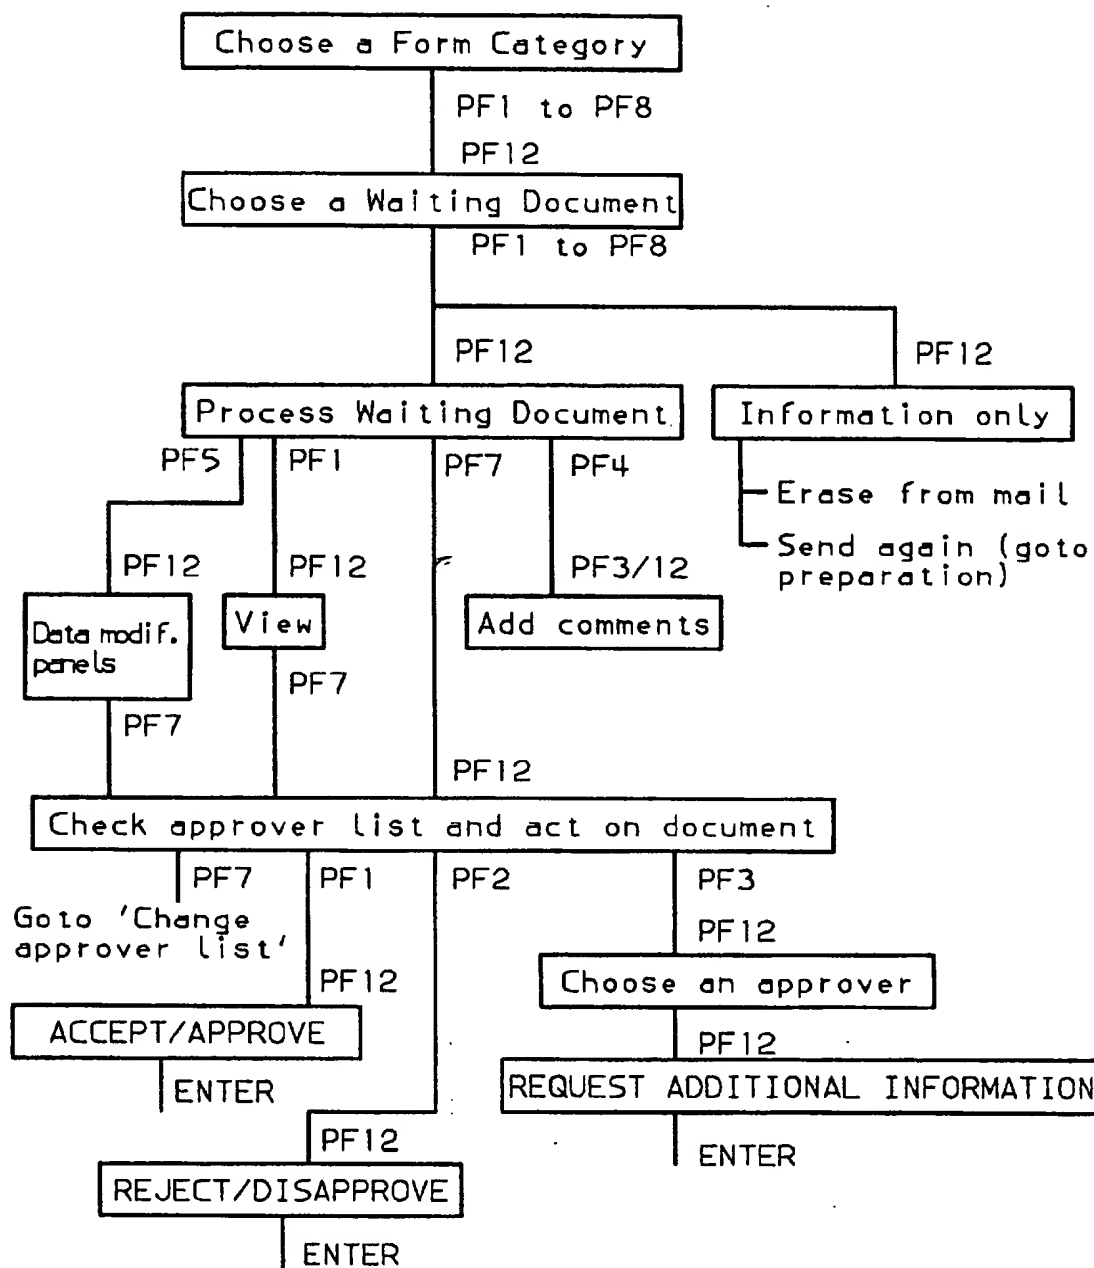 Choose a Form Category
PF1 to PF8
PF12
Choose a Waiting Document
PF1 to PF8
PF12
PF12
Process Waiting Document
Information only
PF5
PF1
PF7
PF4
Erase from mail
Send again (goto
preparation)
PF12
PF12
PF3/12
Data modif.
panels
View
Add comments
PF7
PF7
PF12
Check approver list and act on document
PF7
PF1
PF2
PF3
Goto 'Change
approver list'
PF12
PF12
Choose an approver
ACCEPT/APPROVE
PF12
ENTER
REQUEST ADDITIONAL INFORMATION
PF12
ENTER
REJECT/DISAPPROVE
ENTER